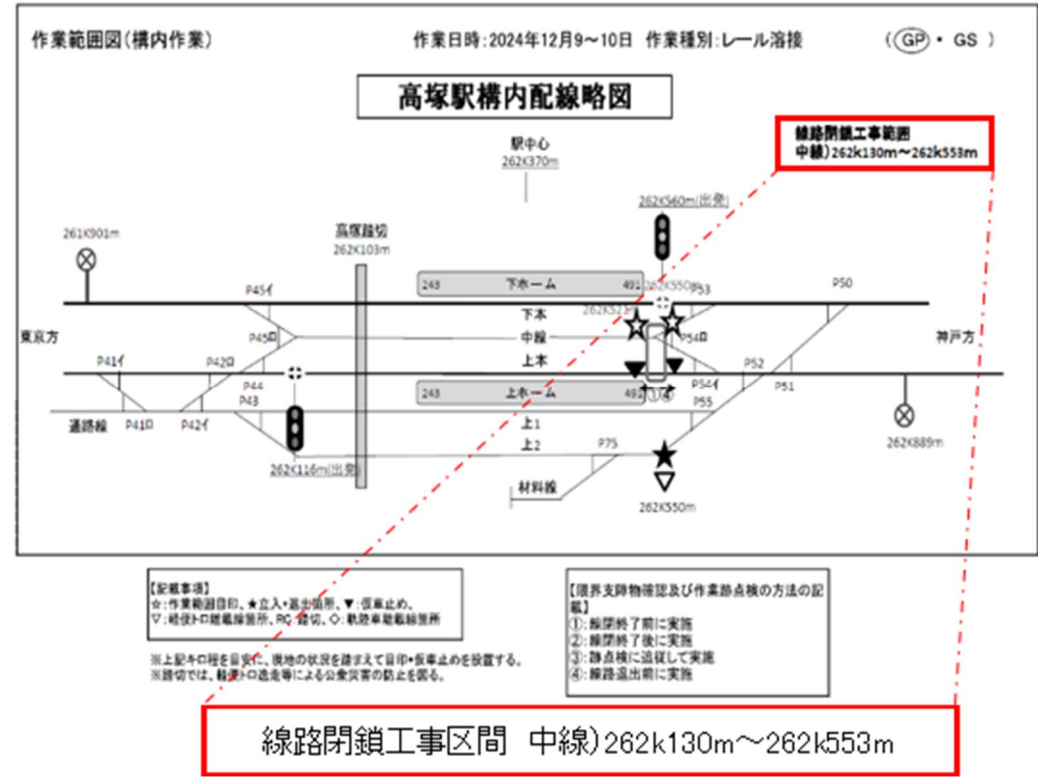 作業範囲図(構内作業)
作業日時:2024年12月9～10日 作業種別:レール溶接
(GP・GS)
高塚駅構内配線略図
線路閉鎖工事範囲
中線)262k130m～262k553m
駅中心
262K370m
262K560m(出発)
261K901m
高塚踏切
262K103m
243 下ホーム 491
262K550m
P53
P50
P45イ
下本
262K521m
東京方
P45ロ
中線
P54ロ
神戸方
P41イ
P42ロ
上本
P44
P54イ
P52
P51
P43
243 上ホーム 491
①④
P55
通路線
P41ロ
P42イ
上1
上2
P75
262K116m(出発)
262K889m
材料線
262K550m
【記載事項】
☆:作業範囲目印、★立入・退出箇所、▼:仮車止め、
▽:軽便トロ載載線箇所、RC:踏切、◇:軌陸車載載線箇所
※上記キロ程を目安に、現地の状況を踏まえて目印・仮車止めを設置する。
※踏切では、軽便トロ逸走等による公衆災害の防止を図る。
【限界支障物確認及び作業跡点検の方法の記
載】
①:線閉終了前に実施
②:線閉終了後に実施
③:跡点検に追従して実施
④:線路退出前に実施
線路閉鎖工事区間 中線)262k130m～262k553m